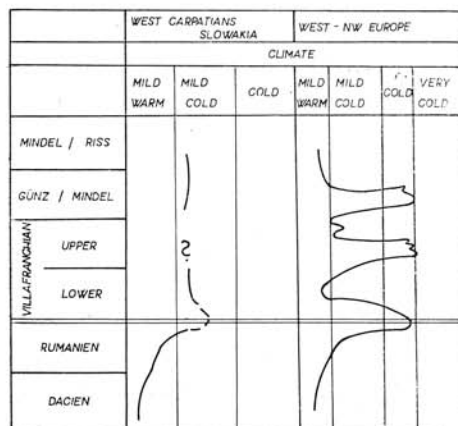 WEST CARPATIANS
SLOWAKIA
WEST - NW EUROPE
CLIMATE
MILD WARM
MILD COLD
COLD
MILD WARM
MILD COLD
COLD
VERY COLD
MINDEL / RISS
GÜNZ / MINDEL
VILLAFRANCHIAN
UPPER
?
LOWER
RUMANIEN
DACIEN